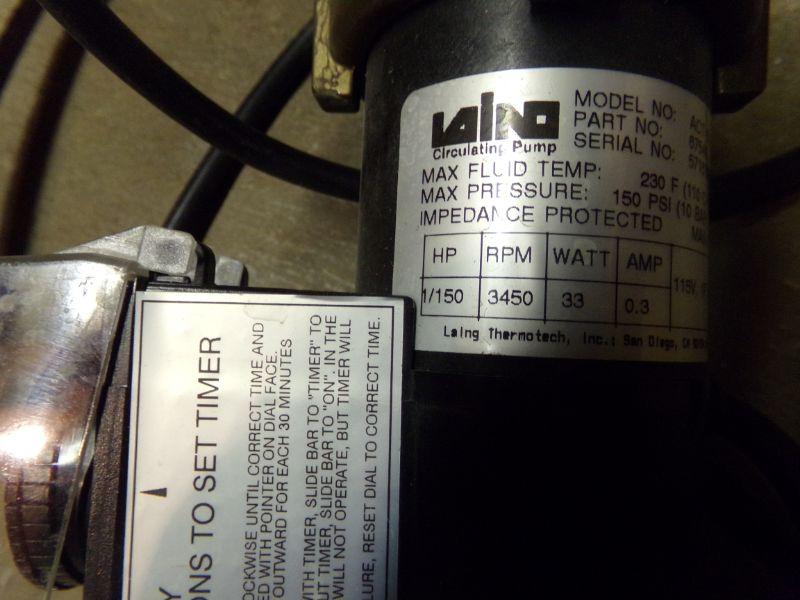 LAING
Circulating Pump
MODEL NO:
PART NO:
SERIAL NO:
MAX FLUID TEMP: 230 F
MAX PRESSURE: 150 PSI (10
IMPEDANCE PROTECTED
HP RPM WATT AMP
1/150 3450 33 0.3
115V
Laing Thermotech, Inc.: San Diego, CA
ONS TO SET TIMER
OCKWISE UNTIL CORRECT TIME AND
ED WITH POINTER ON DIAL FACE.
OUTWARD FOR EACH 30 MINUTES
WITH TIMER, SLIDE BAR TO "TIMER" TO
UT TIMER, SLIDE BAR TO "ON". IN THE
WILL NOT OPERATE, BUT TIMER WILL
LURE, RESET DIAL TO CORRECT TIME.